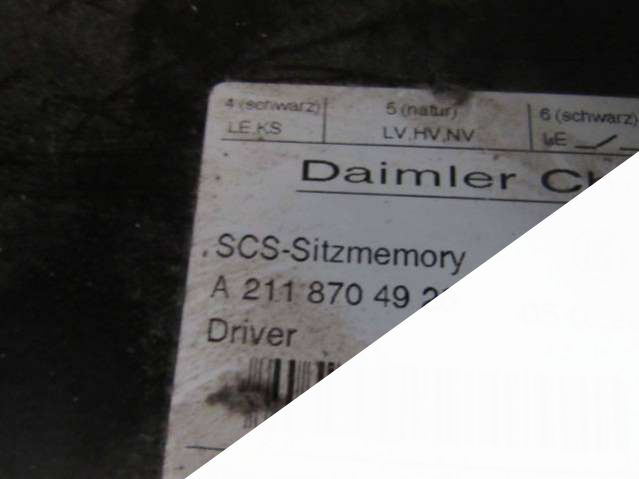 4 (schwarz) 5 (natur) 6 (schwarz)
LE,KS LV,HV,NV
Daimler
SCS-Sitzmemory
A 211 870 49
Driver